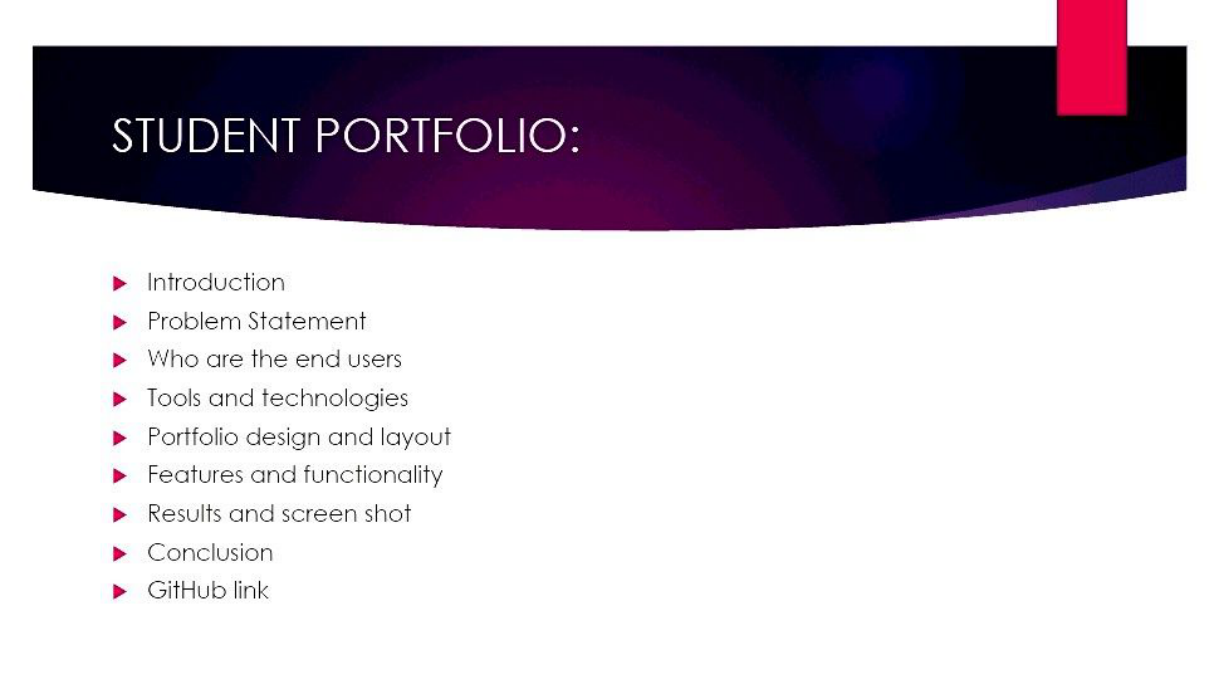 STUDENT PORTFOLIO:
Introduction
Problem Statement
Who are the end users
Tools and technologies
Portfolio design and layout
Features and functionality
Results and screen shot
Conclusion
GitHub link